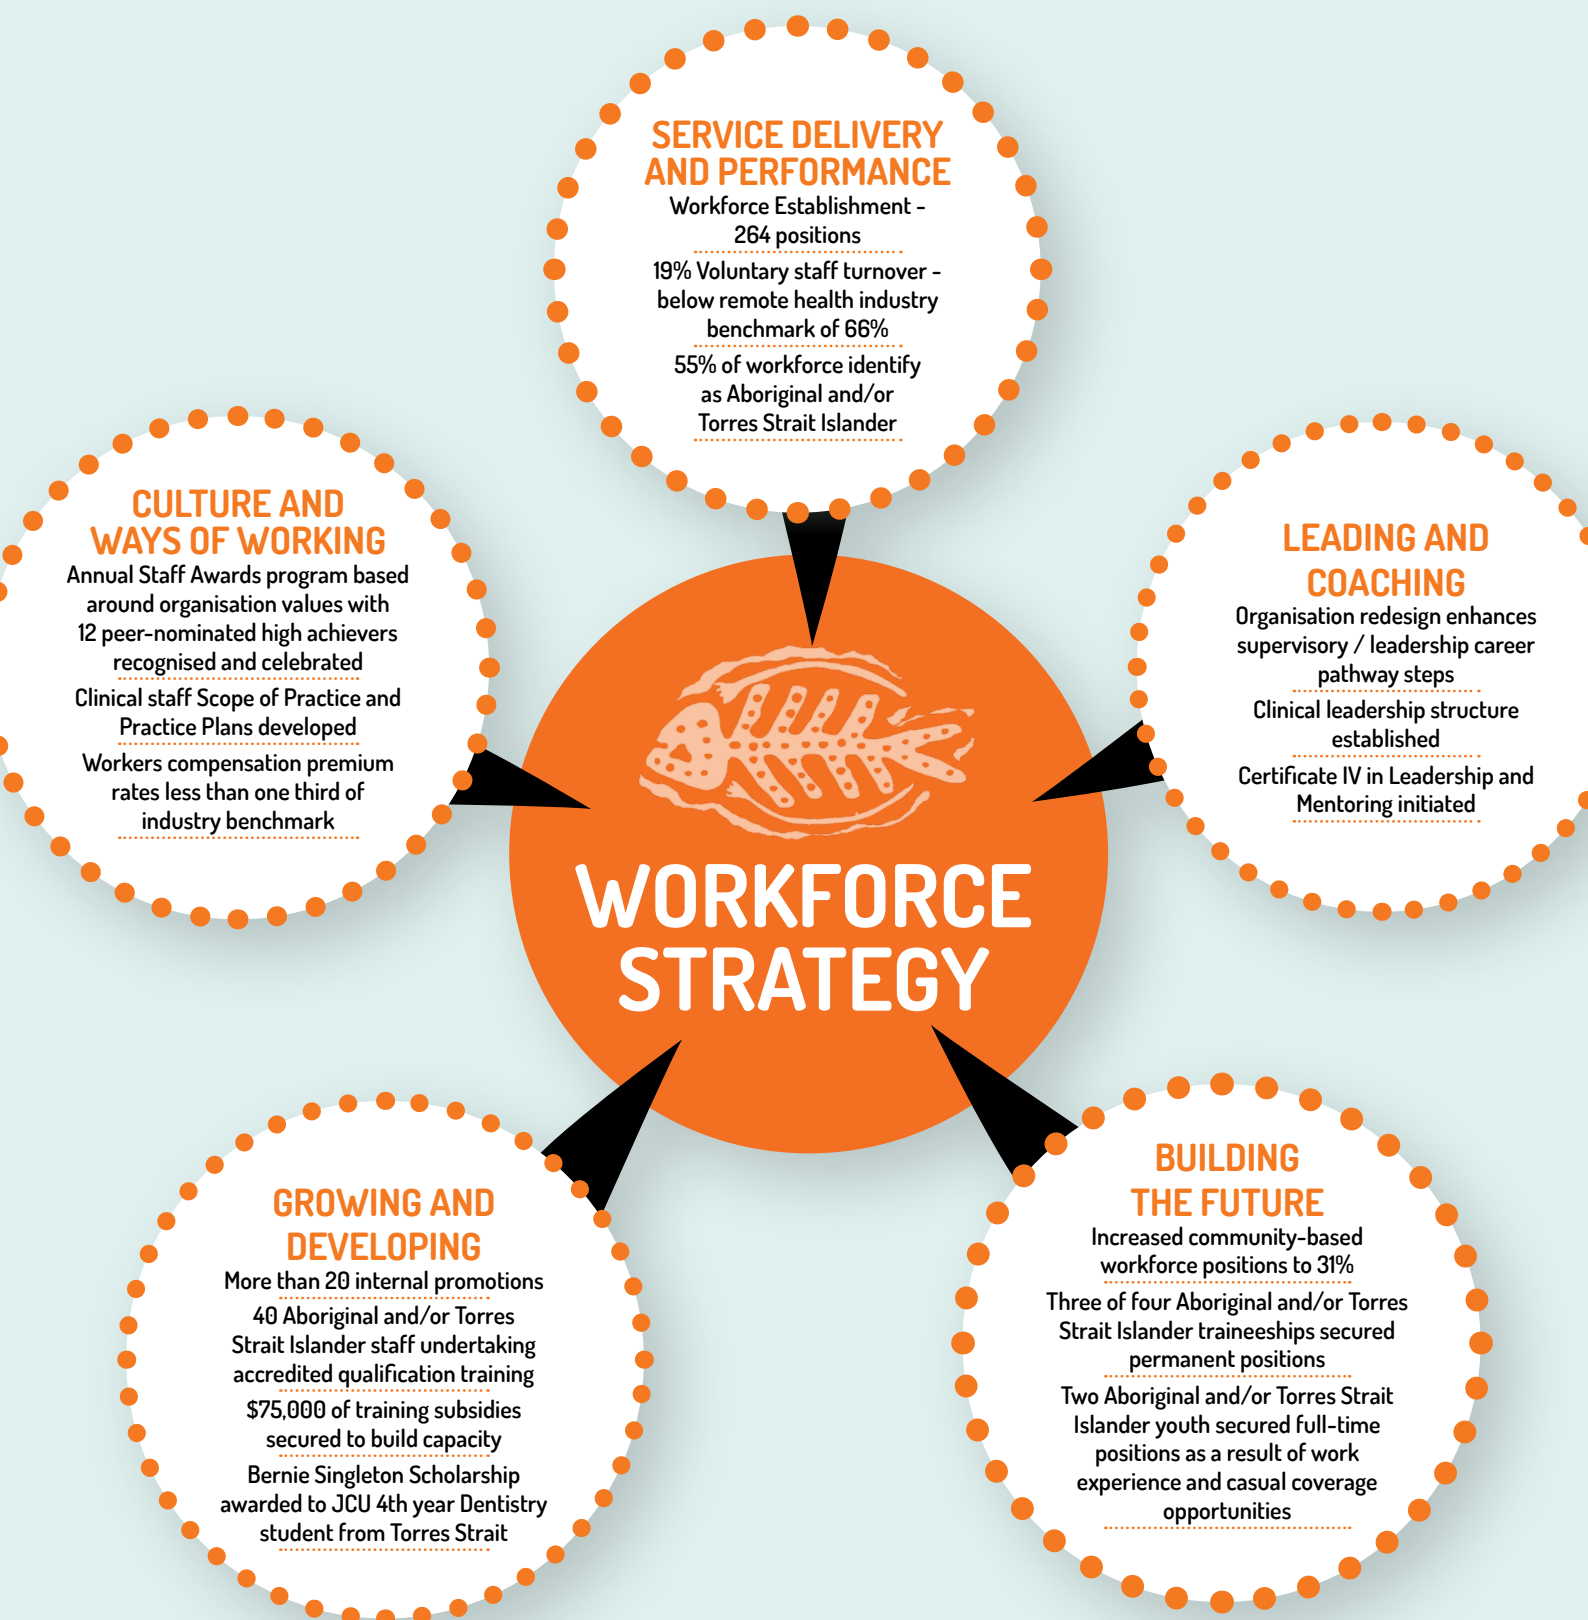 SERVICE DELIVERY
AND PERFORMANCE
Workforce Establishment -
264 positions
19% Voluntary staff turnover -
below remote health industry
benchmark of 66%
55% of workforce identify
as Aboriginal and/or
Torres Strait Islander
CULTURE AND
WAYS OF WORKING
Annual Staff Awards program based
around organisation values with
12 peer-nominated high achievers
recognised and celebrated
Clinical staff Scope of Practice and
Practice Plans developed
Workers compensation premium
rates less than one third of
industry benchmark
LEADING AND
COACHING
Organisation redesign enhances
supervisory / leadership career
pathway steps
Clinical leadership structure
established
Certificate IV in Leadership and
Mentoring initiated
WORKFORCE
STRATEGY
GROWING AND
DEVELOPING
More than 20 internal promotions
40 Aboriginal and/or Torres
Strait Islander staff undertaking
accredited qualification training
$75,000 of training subsidies
secured to build capacity
Bernie Singleton Scholarship
awarded to JCU 4th year Dentistry
student from Torres Strait
BUILDING
THE FUTURE
Increased community-based
workforce positions to 31%
Three of four Aboriginal and/or Torres
Strait Islander traineeships secured
permanent positions
Two Aboriginal and/or Torres Strait
Islander youth secured full-time
positions as a result of work
experience and casual coverage
opportunities